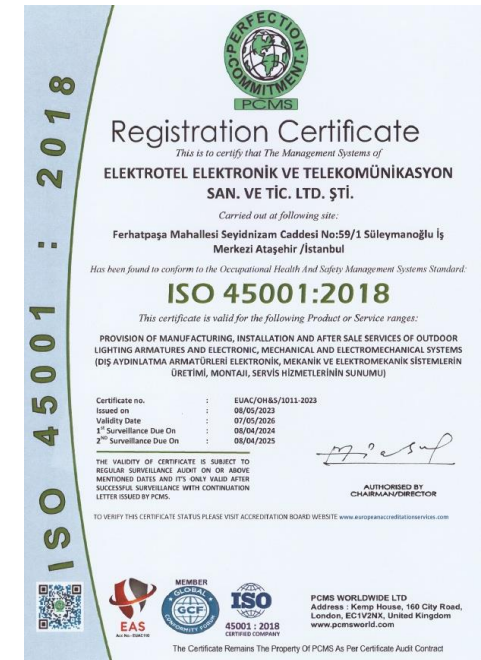 PERFECTION
COMMITMENT
PCMS
Registration Certificate
This is to certify that The Management Systems of
ELEKTROTEL ELEKTRONİK VE TELEKOMÜNİKASYON
SAN. VE TİC. LTD. ŞTİ.
Carried out at following site:
Ferhatpaşa Mahallesi Seyidnizam Caddesi No:59/1 Süleymanoğlu İş
Merkezi Ataşehir /İstanbul
Has been found to conform to the Occupational Health And Safety Management Systems Standard:
ISO 45001:2018
This certificate is valid for the following Product or Service ranges:
PROVISION OF MANUFACTURING, INSTALLATION AND AFTER SALE SERVICES OF OUTDOOR
LIGHTING ARMATURES AND ELECTRONIC, MECHANICAL AND ELECTROMECHANICAL SYSTEMS
(DIŞ AYDINLATMA ARMATÜRLERİ ELEKTRONİK, MEKANİK VE ELEKTROMEKANİK SİSTEMLERİN
ÜRETİMİ, MONTAJI, SERVİS HİZMETLERİNİN SUNUMU)
Certificate no. : EUAC/OH&S/1011-2023
Issued on : 08/05/2023
Validity Date : 07/05/2026
1st Surveillance Due On : 08/04/2024
2ND Surveillance Due On : 08/04/2025
THE VALIDITY OF CERTIFICATE IS SUBJECT TO
REGULAR SURVEILLANCE AUDIT ON OR ABOVE
MENTIONED DATES AND IT'S ONLY VALID AFTER
SUCCESSFUL SURVEILLANCE WITH CONTINUATION
LETTER ISSUED BY PCMS.
AUTHORISED BY
CHAIRMAN/DIRECTOR
TO VERIFY THIS CERTIFICATE STATUS PLEASE VISIT ACCREDITATION BOARD WEBSITE www.europeanaccreditationservices.com
ISO 45001 : 2018
EAS
MEMBER
GLOBAL
GCF
CONFORMITY FORUM
ISO
45001 : 2018
CERTIFIED COMPANY
PCMS WORLDWIDE LTD
Address : Kemp House, 160 City Road,
London, EC1V2NX, United Kingdom
www.pcmsworld.com
The Certificate Remains The Property Of PCMS As Per Certificate Audit Contract